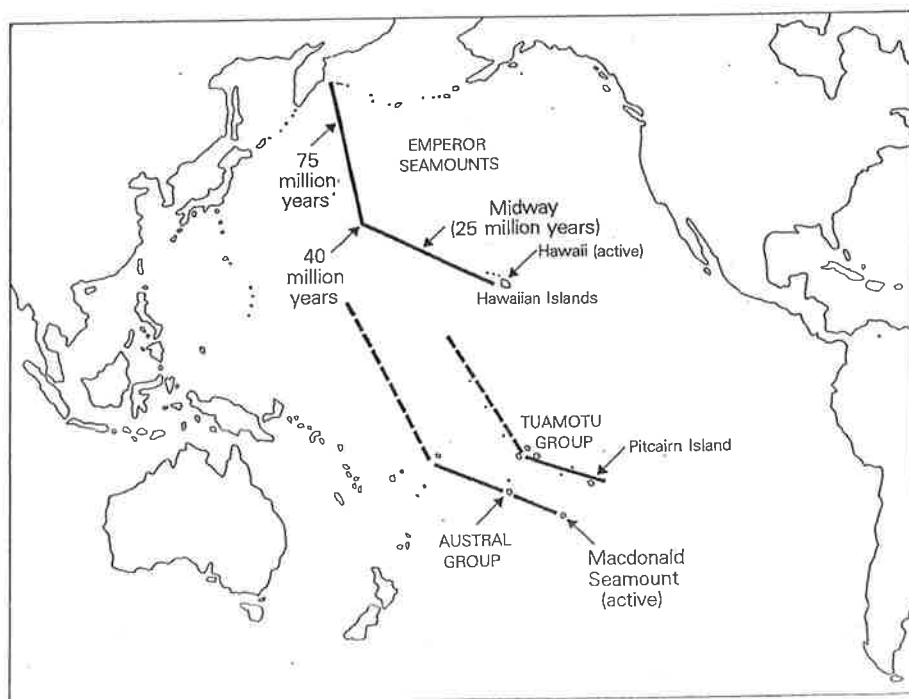 EMPEROR
SEAMOUNTS
75
million
years
Midway
(25 million years)
Hawaii (active)
40
million
years
Hawaiian Islands
TUAMOTU
GROUP
Pitcairn Island
AUSTRAL
GROUP
Macdonald
Seamount
(active)